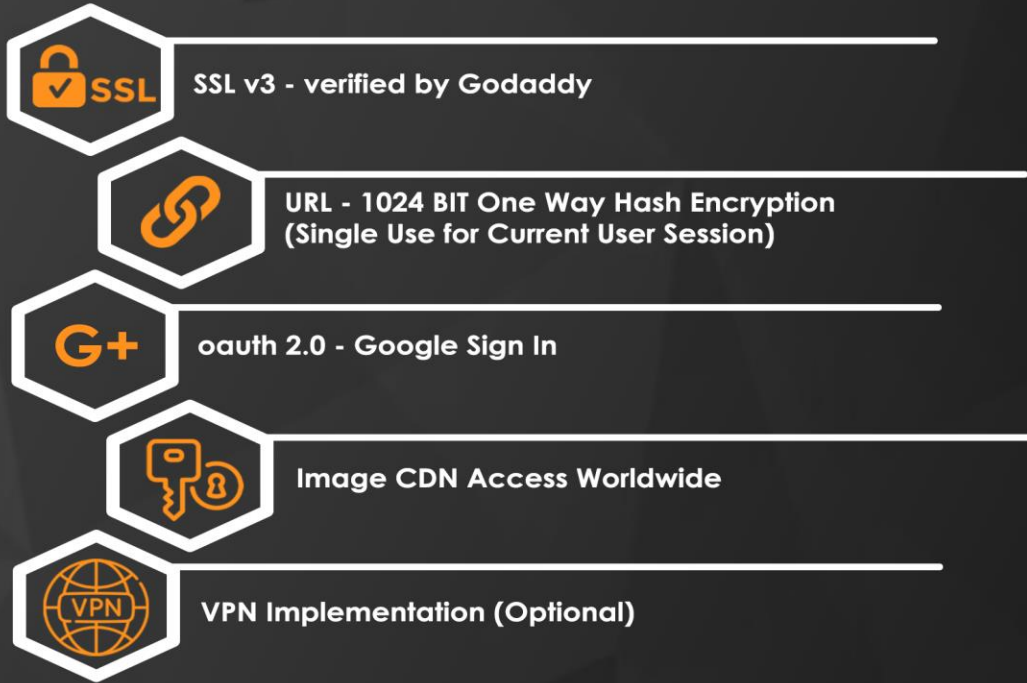 SSL
SSL v3 - verified by Godaddy
URL - 1024 BIT One Way Hash Encryption
(Single Use for Current User Session)
G+
oauth 2.0 - Google Sign In
Image CDN Access Worldwide
VPN
VPN Implementation (Optional)